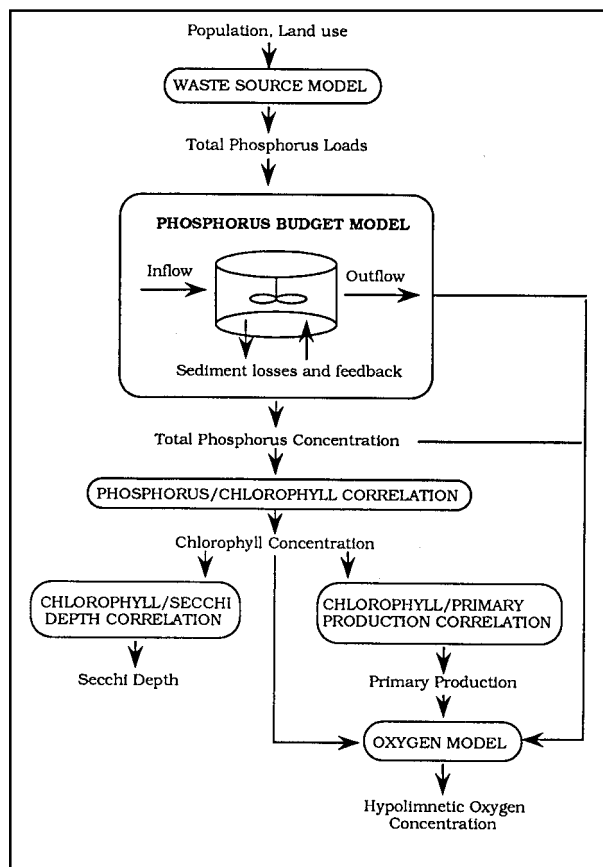 Population, Land use
WASTE SOURCE MODEL
Total Phosphorus Loads
PHOSPHORUS BUDGET MODEL
Inflow
Outflow
Sediment losses and feedback
Total Phosphorus Concentration
PHOSPHORUS/CHLOROPHYLL CORRELATION
Chlorophyll Concentration
CHLOROPHYLL/SECCHI
DEPTH CORRELATION
CHLOROPHYLL/PRIMARY
PRODUCTION CORRELATION
Secchi Depth
Primary Production
OXYGEN MODEL
Hypolimnetic Oxygen
Concentration